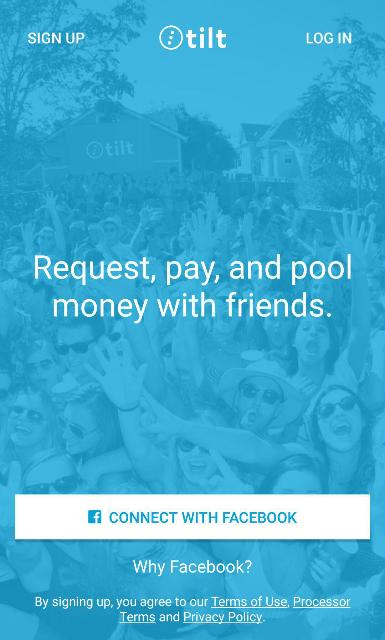 SIGN UP
tilt
LOG IN
tilt
Request, pay, and pool
money with friends.
CONNECT WITH FACEBOOK
Why Facebook?
By signing up, you agree to our Terms of Use, Processor
Terms and Privacy Policy.